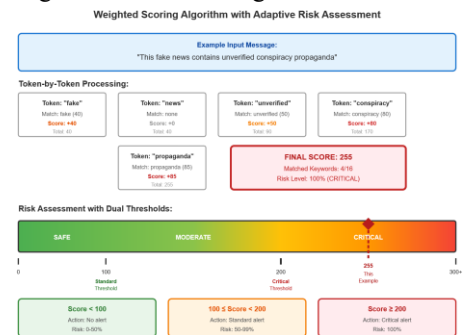 Weighted Scoring Algorithm with Adaptive Risk Assessment
Example Input Message:
"This fake news contains unverified conspiracy propaganda"
Token-by-Token Processing:
Token: "fake"
Match: fake (40)
Score: +40
Total: 40
Token: "news"
Match: none
Score: +0
Total: 40
Token: "unverified"
Match: unverified (50)
Score: +50
Total: 90
Token: "conspiracy"
Match: conspiracy (80)
Score: +80
Total: 170
Token: "propaganda"
Match: propaganda (85)
Score: +85
Total: 255
FINAL SCORE: 255
Matched Keywords: 4/16
Risk Level: 100% (CRITICAL)
Risk Assessment with Dual Thresholds:
SAFE
MODERATE
CRITICAL
0
100
200
300+
Standard
Threshold
Critical
Threshold
255
This
Example
Score < 100
Action: No alert
Risk: 0-50%
100 ≤ Score < 200
Action: Standard alert
Risk: 50-99%
Score ≥ 200
Action: Critical alert
Risk: 100%